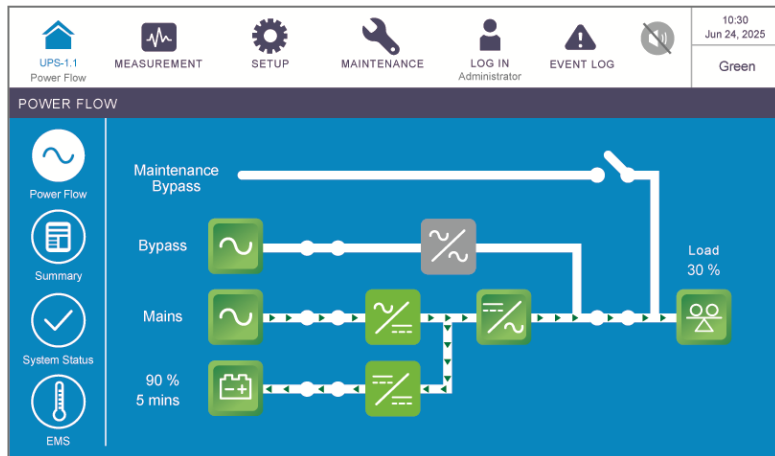 UPS-1.1
Power Flow
MEASUREMENT
SETUP
MAINTENANCE
LOG IN
Administrator
EVENT LOG
10:30
Jun 24, 2025
Green
POWER FLOW
Power Flow
Summary
System Status
EMS
Maintenance
Bypass
Bypass
Mains
90 %
5 mins
Load
30 %